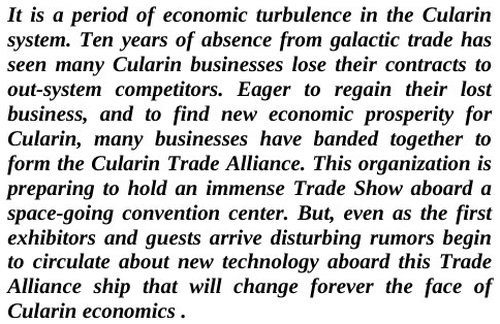 It is a period of economic turbulence in the Cularin
system. Ten years of absence from galactic trade has
seen many Cularin businesses lose their contracts to
out-system competitors. Eager to regain their lost
business, and to find new economic prosperity for
Cularin, many businesses have banded together to
form the Cularin Trade Alliance. This organization is
preparing to hold an immense Trade Show aboard a
space-going convention center. But, even as the first
exhibitors and guests arrive disturbing rumors begin
to circulate about new technology aboard this Trade
Alliance ship that will change forever the face of
Cularin economics .